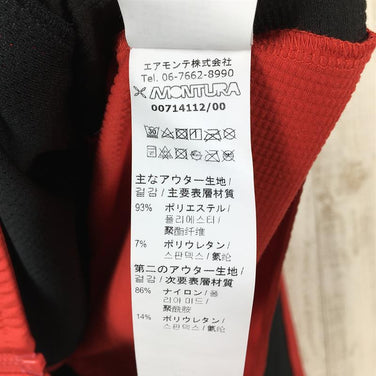 エアモンテ株式会社
Tel. 06-7662-8990
MONTURA
00714112/00
主なアウター生地/
겉감/主要表層材質
93% ポリエステル/
폴리에스터/
聚酯纤维
7% ポリウレタン/
스판덱스/氨纶
第二のアウター生地/
겉감/次要表層材質
86% ナイロン/폴
리아미드/
聚酰胺
14% ポリウレタン/
스판덱스/氨纶